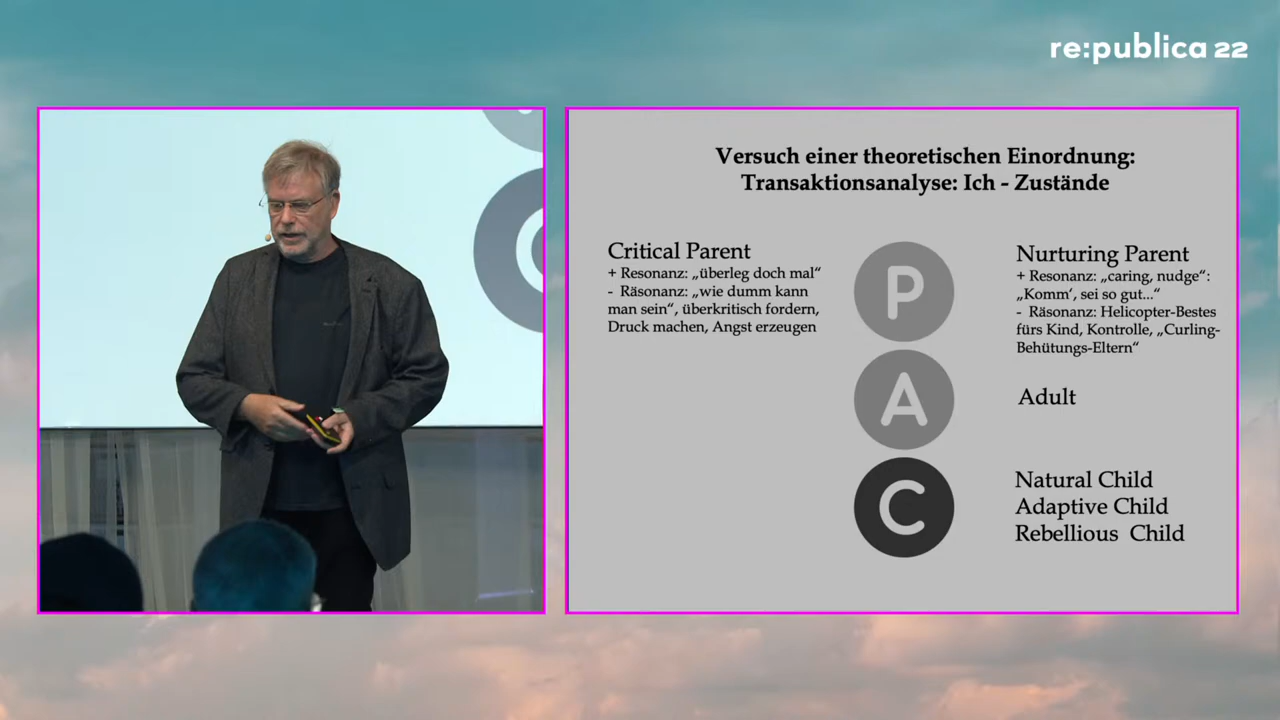 re:publica 22
Versuch einer theoretischen Einordnung:
Transaktionsanalyse: Ich - Zustände
Critical Parent
+ Resonanz: „überleg doch mal“
- Räsonanz: „wie dumm kann
man sein“, überkritisch fordern,
Druck machen, Angst erzeugen
P
A
C
Nurturing Parent
+ Resonanz: „caring, nudge“:
„Komm‘, sei so gut...“
- Räsonanz: Helicopter-Bestes
fürs Kind, Kontrolle, „Curling-
Behütungs-Eltern“
Adult
Natural Child
Adaptive Child
Rebellious Child